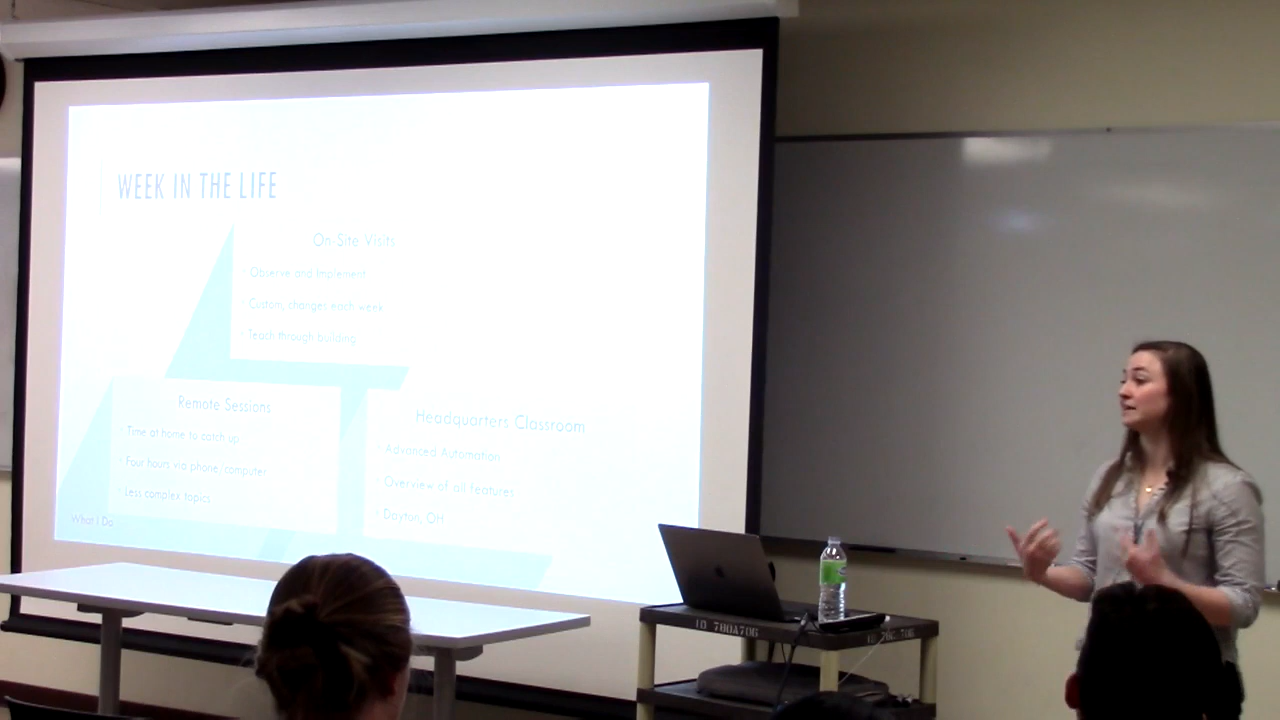 WEEK IN THE LIFE
On-Site Visits
Observe and Implement
Custom, changes each week
Teach through building
Remote Sessions
Time at home to catch up
Four hours via phone/computer
Less complex topics
Headquarters Classroom
Advanced Automation
Overview of all features
Dayton, OH
What I Do
ID 780A706